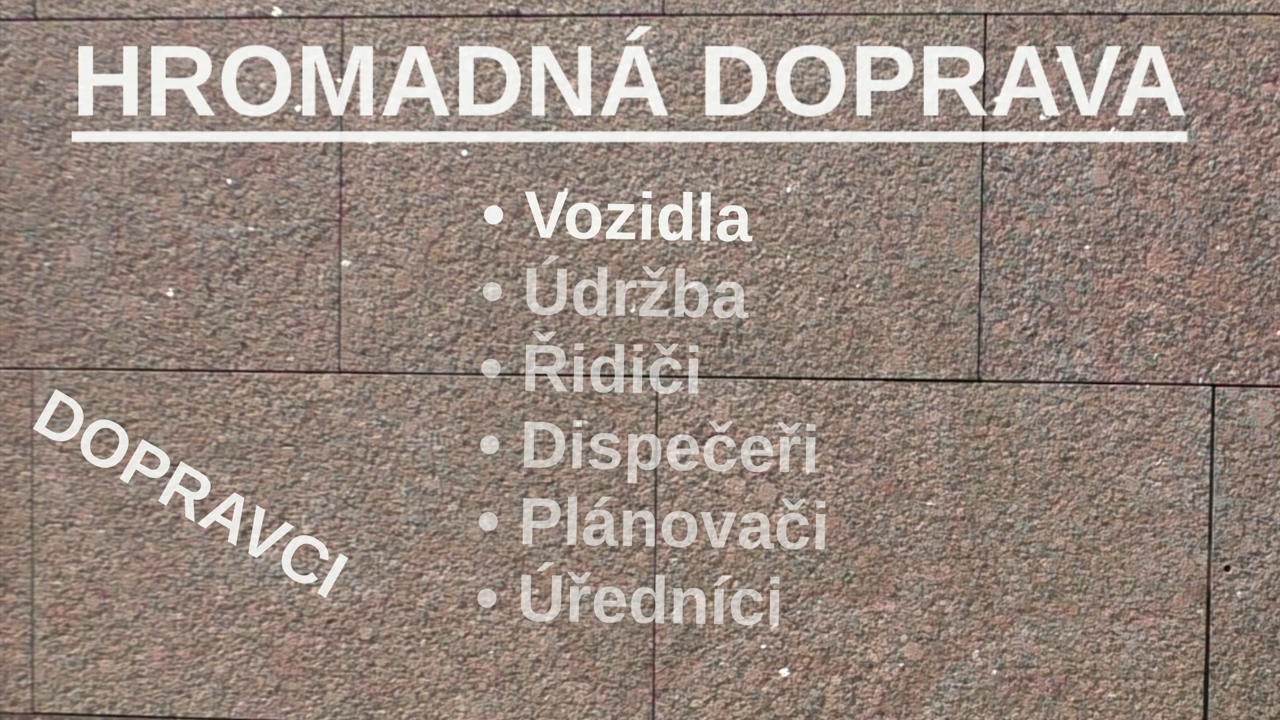 HROMADNÁ DOPRAVA
• Vozidla
• Údržba
• Řidiči
• Dispečeři
• Plánovači
• Úředníci
DOPRAVCI